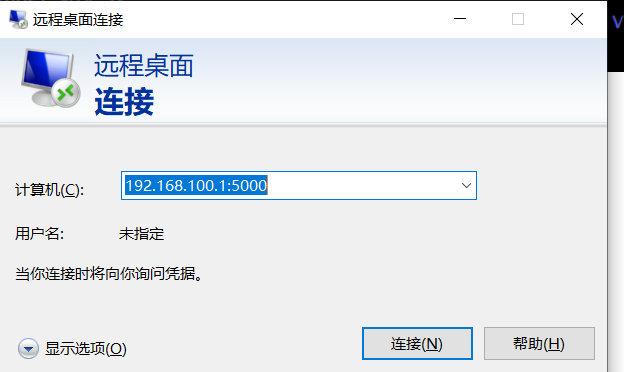 远程桌面连接
远程桌面
连接
计算机(C):
192.168.100.1:5000
用户名:
未指定
当你连接时将向你询问凭据。
显示选项(O)
连接(N)
帮助(H)